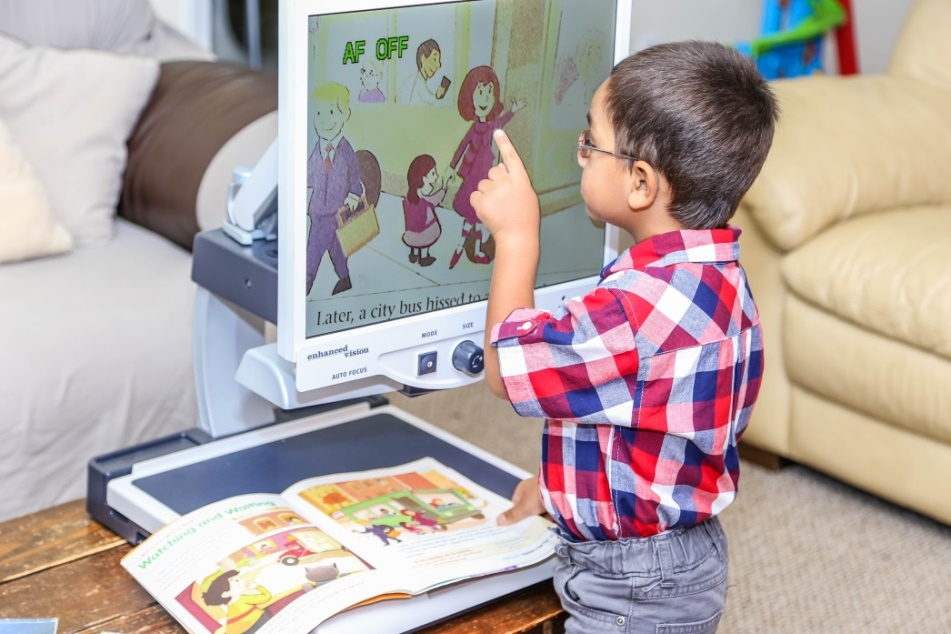 AF OFF
Later, a city bus hissed to
enhanced vision
AUTO FOCUS
MODE
SIZE
Watching and Waiting